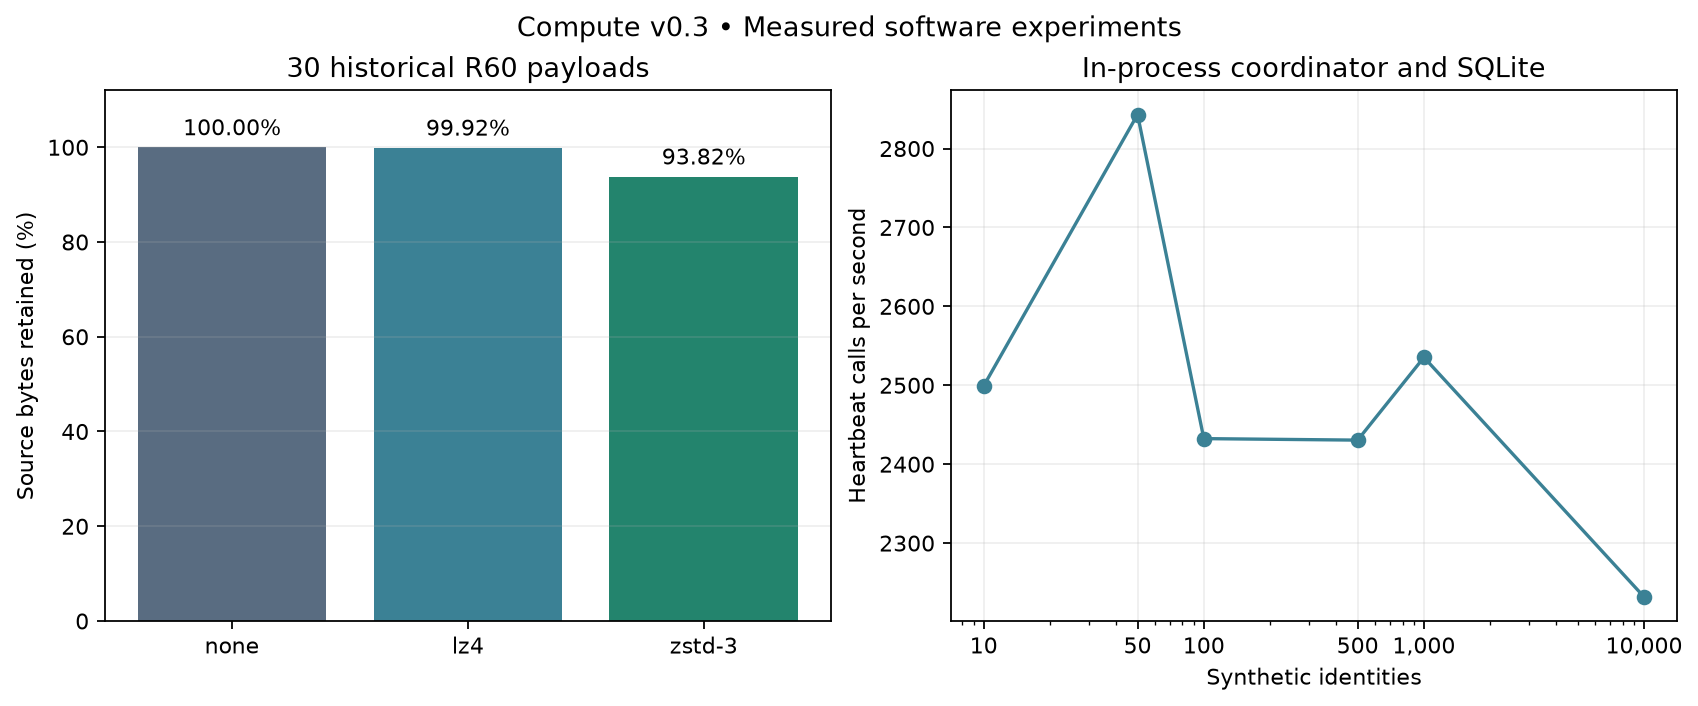 Compute v0.3 • Measured software experiments
30 historical R60 payloads
Source bytes retained (%)
100
80
60
40
20
0
100.00%
99.92%
93.82%
none
lz4
zstd-3
In-process coordinator and SQLite
Heartbeat calls per second
2800
2700
2600
2500
2400
2300
10
50
100
500
1,000
10,000
Synthetic identities